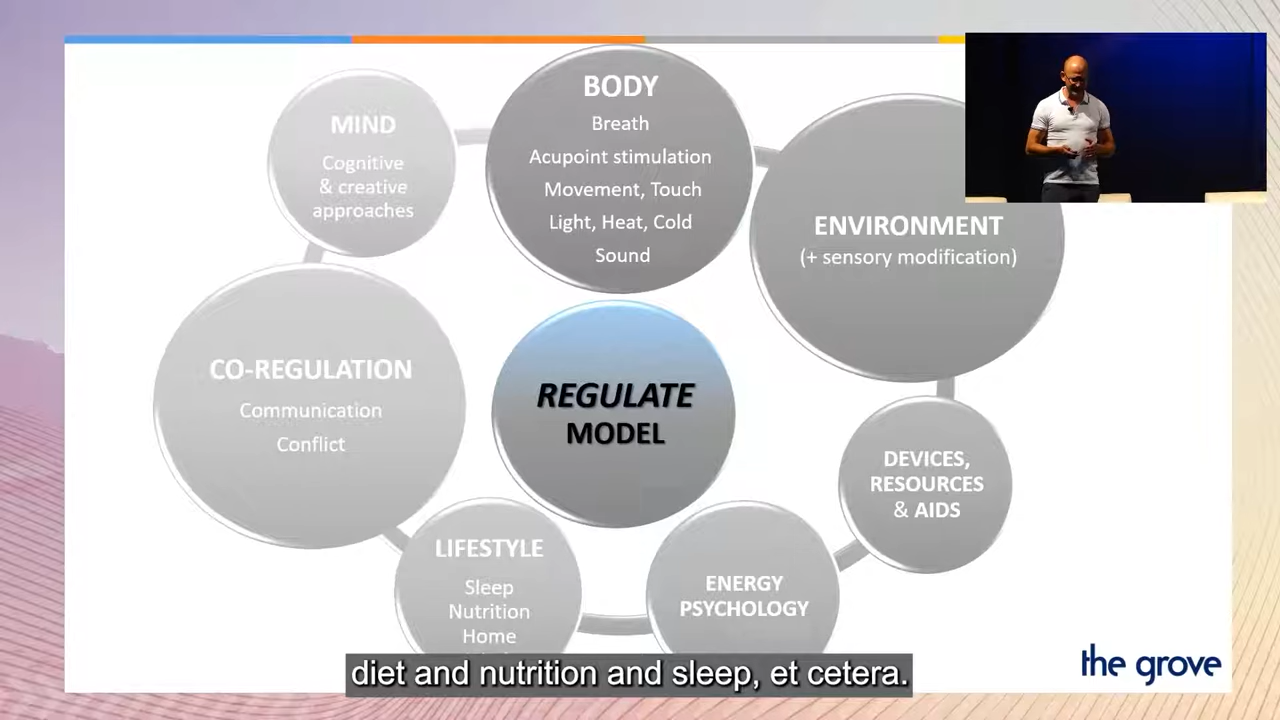 MIND
Cognitive
& creative
approaches
BODY
Breath
Acupoint stimulation
Movement, Touch
Light, Heat, Cold
Sound
ENVIRONMENT
(+ sensory modification)
CO-REGULATION
Communication
Conflict
REGULATE
MODEL
DEVICES,
RESOURCES
& AIDS
LIFESTYLE
Sleep
Nutrition
Home
ENERGY
PSYCHOLOGY
the grove
diet and nutrition and sleep, et cetera.